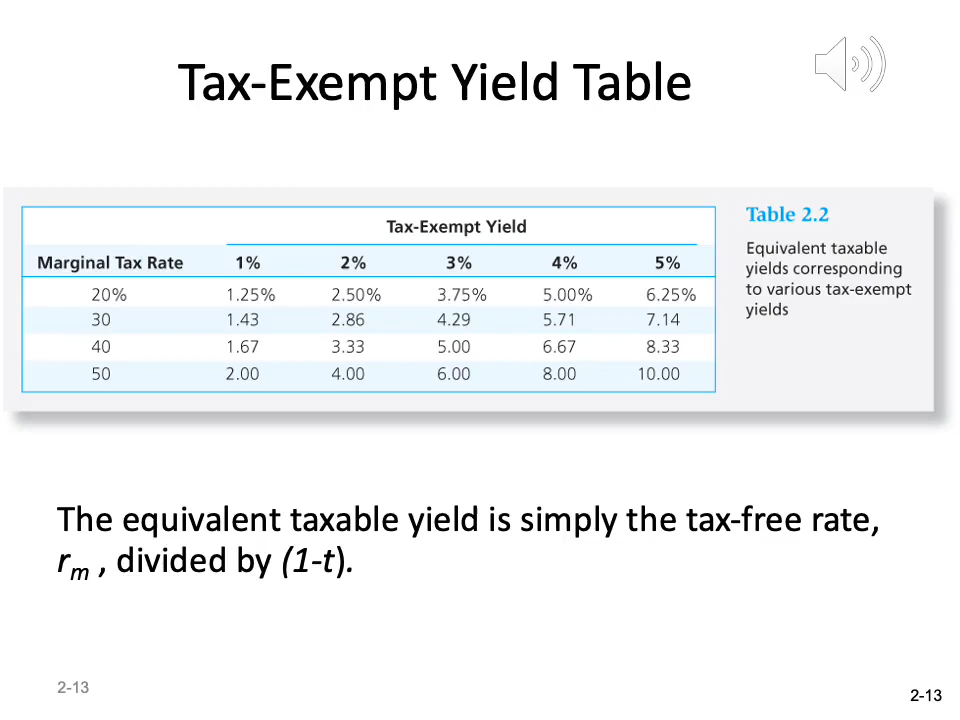 Tax-Exempt Yield Table
Tax-Exempt Yield
Marginal Tax Rate 1% 2% 3% 4% 5%
20% 1.25% 2.50% 3.75% 5.00% 6.25%
30 1.43 2.86 4.29 5.71 7.14
40 1.67 3.33 5.00 6.67 8.33
50 2.00 4.00 6.00 8.00 10.00
Table 2.2
Equivalent taxable
yields corresponding
to various tax-exempt
yields
The equivalent taxable yield is simply the tax-free rate,
rm , divided by (1-t).
2-13
2-13